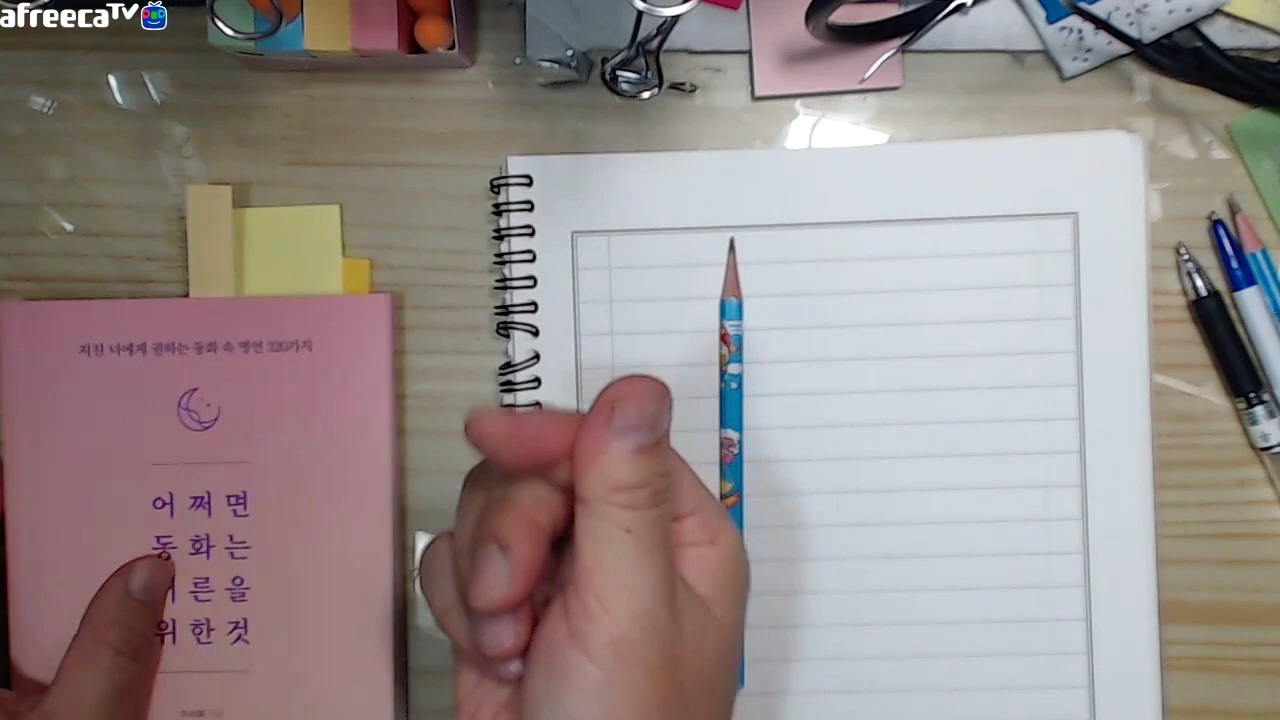 afreecaTV
지친 너에게 권하는 동화 속 명언 320가지
어쩌면
동화는
른을
위한 것